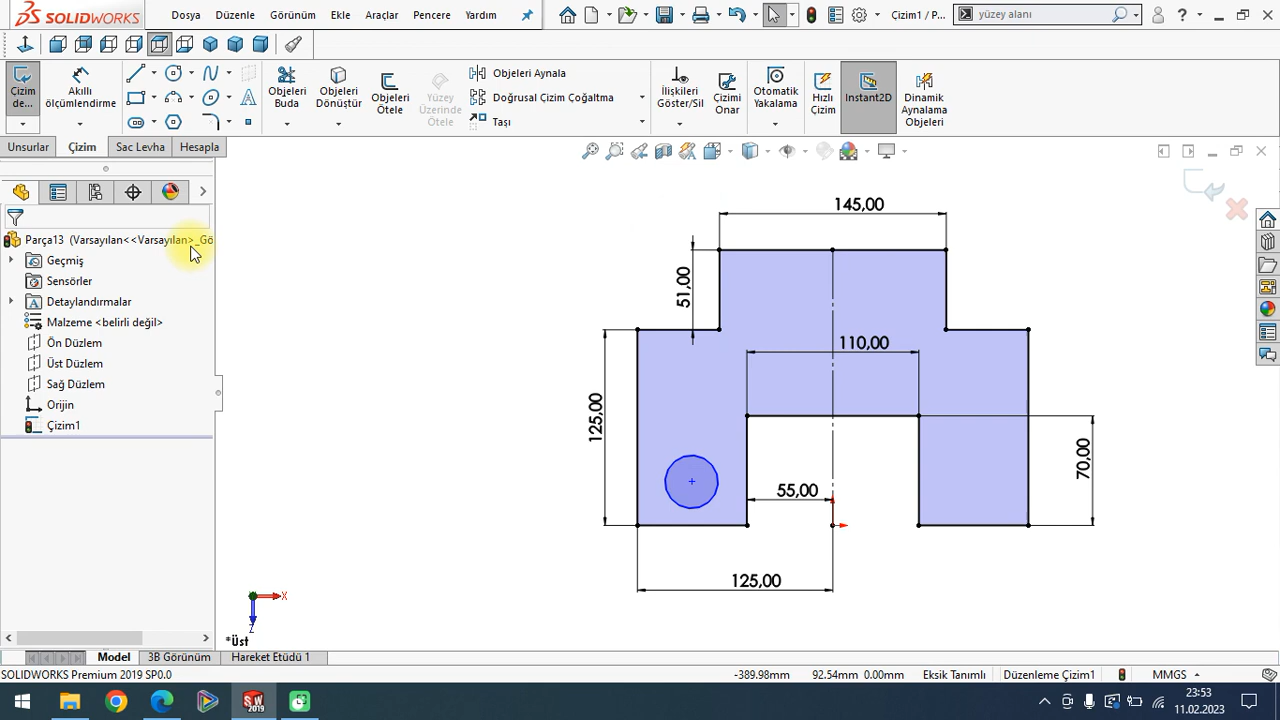 SOLIDWORKS Dosya Düzenle Görünüm Ekle Araçlar Pencere Yardım Çizim1 / P... yüzey alanı ?
Çizim de...
Akıllı ölçümlendirme
Objeleri Buda
Objeleri Dönüştür
Objeleri Ötele
Yüzey Üzerinde Ötele
Objeleri Aynala
Doğrusal Çizim Çoğaltma
Taşı
İlişkileri Göster/Sil
Çizimi Onar
Otomatik Yakalama
Hızlı Çizim
Instant2D
Dinamik Aynalama Objeleri
Unsurlar Çizim Sac Levha Hesapla
Parça13 (Varsayılan<<Varsayılan>_Gö
Geçmiş
Sensörler
Detaylandırmalar
Malzeme <belirli değil>
Ön Düzlem
Üst Düzlem
Sağ Düzlem
Orijin
Çizim1
145,00
51,00
110,00
125,00
70,00
55,00
125,00
X
Z
*Üst
Model 3B Görünüm Hareket Etüdü 1
SOLIDWORKS Premium 2019 SP0.0 -389.98mm 92.54mm 0.00mm Eksik Tanımlı Düzenleme Çizim1 MMGS
SW 2019
23:53
11.02.2023